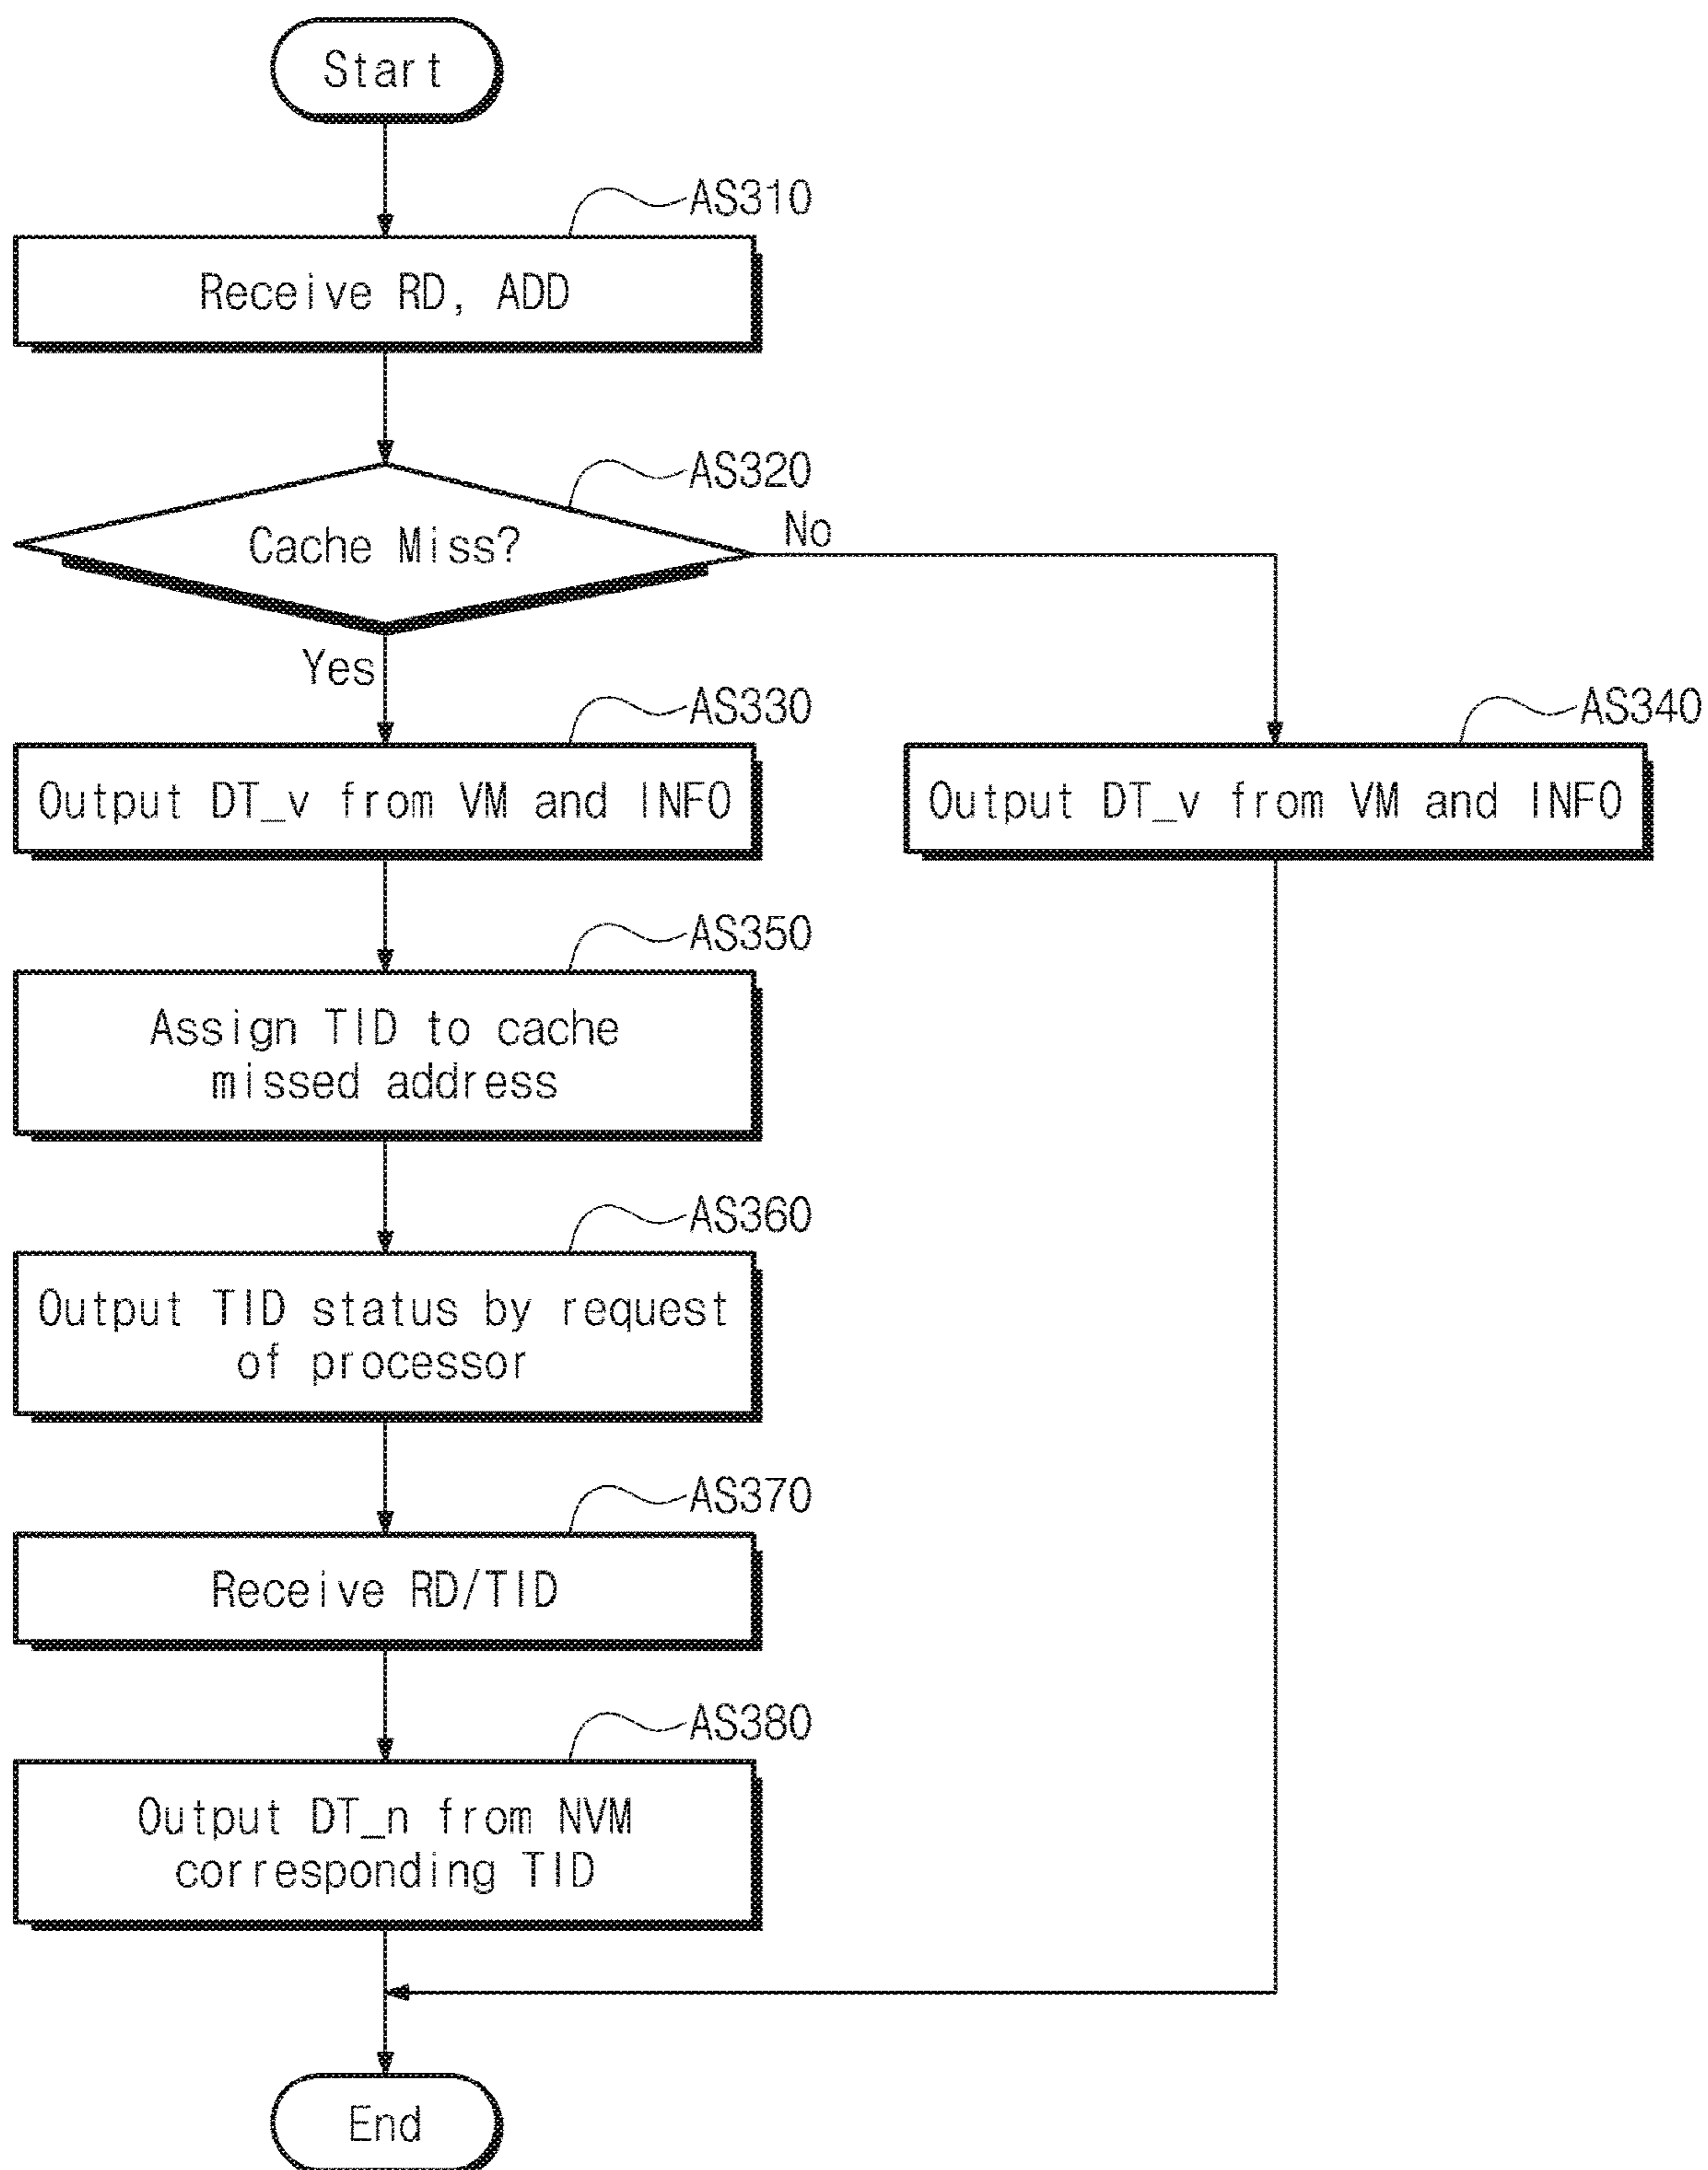 Start
AS310
Receive RD, ADD
AS320
Cache Miss?
No
Yes
AS330
AS340
Output DT_v from VM and INFO
Output DT_v from VM and INFO
AS350
Assign TID to cache
missed address
AS360
Output TID status by request
of processor
AS370
Receive RD/TID
AS380
Output DT_n from NVM
corresponding TID
End